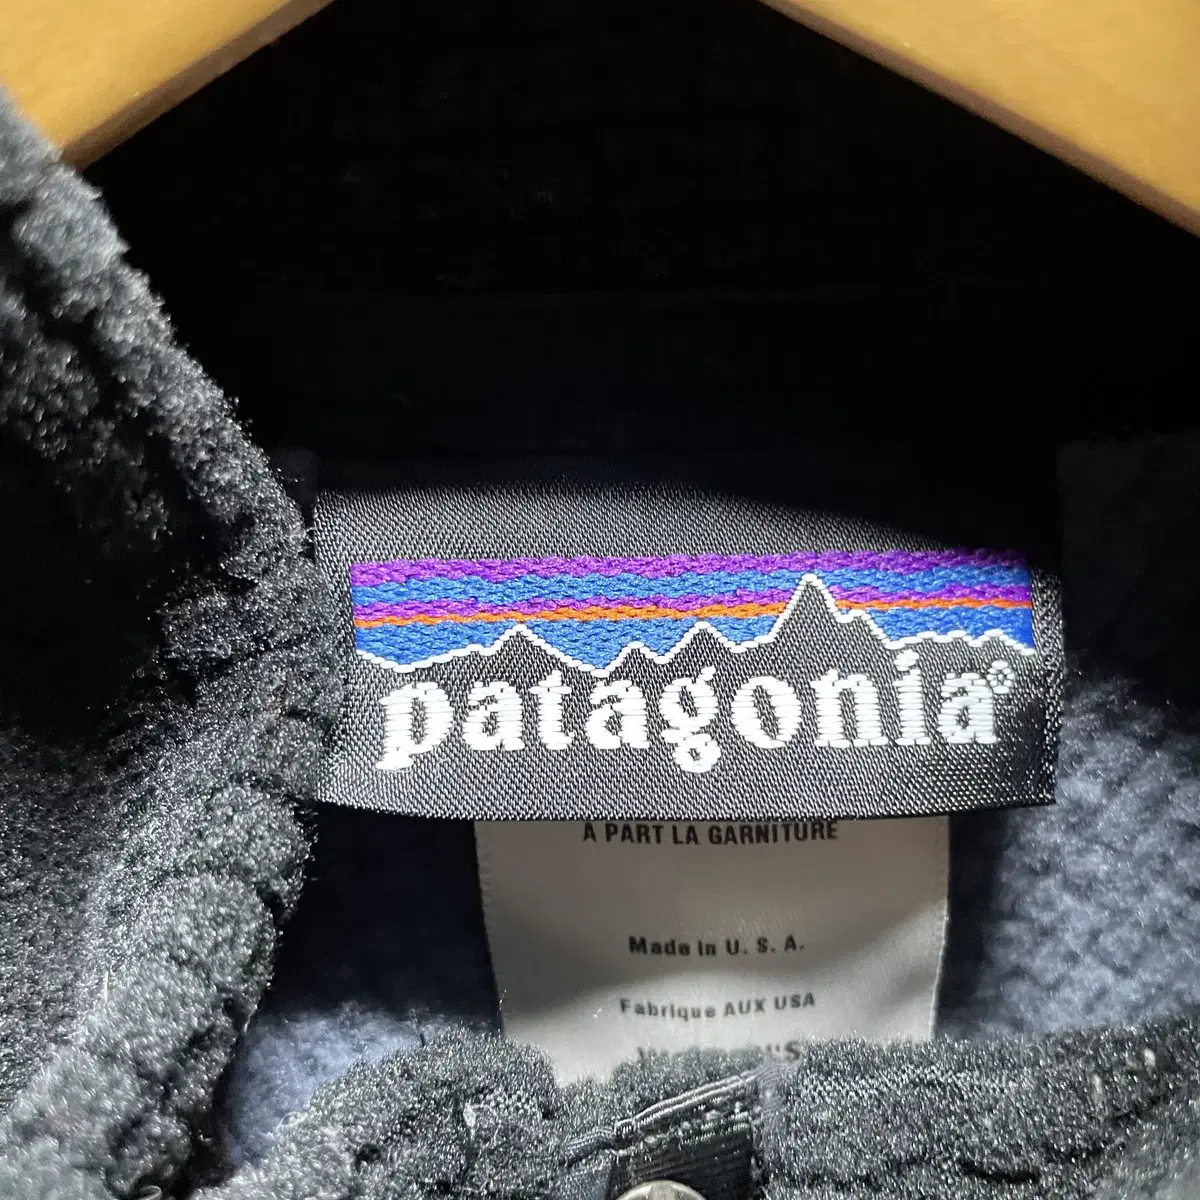 patagonia®
À PART LA GARNITURE
Made in U. S. A.
Fabrique AUX USA